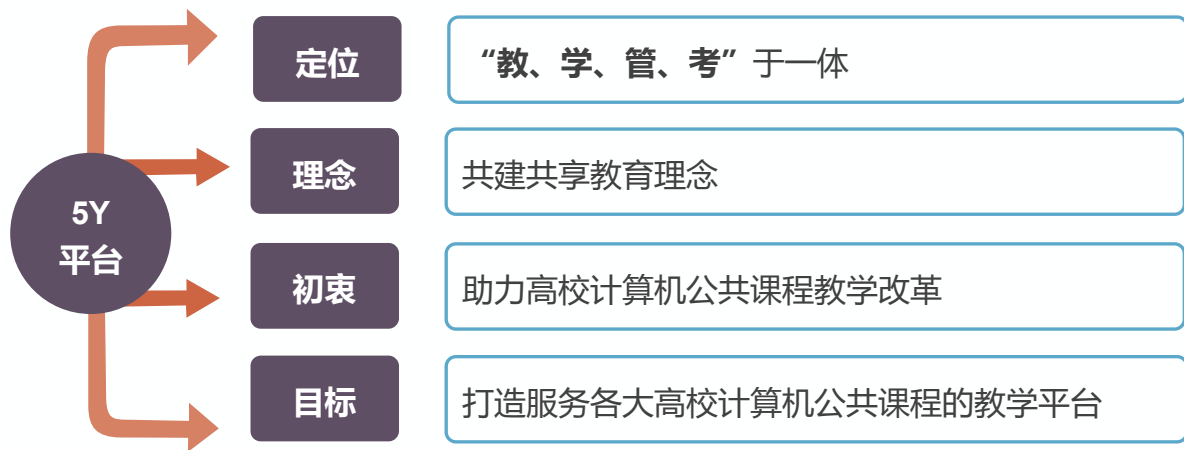 5Y
平台
定位
“教、学、管、考”于一体
理念
共建共享教育理念
初衷
助力高校计算机公共课程教学改革
目标
打造服务各大高校计算机公共课程的教学平台